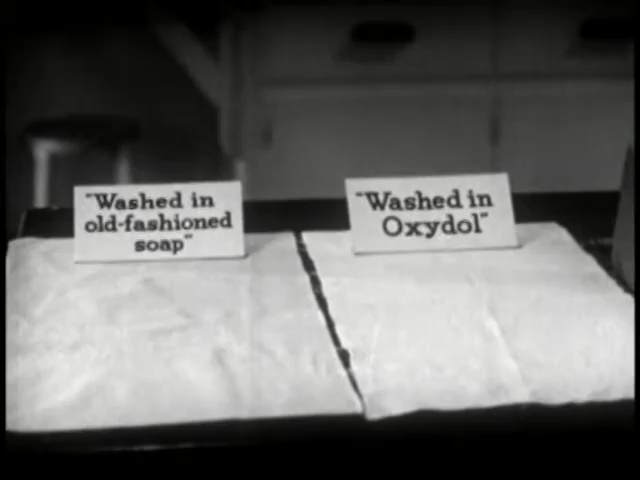 "Washed in
old-fashioned
soap"
"Washed in
Oxydol"